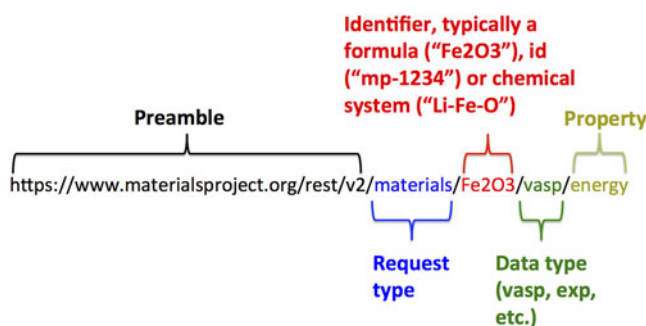 Identifier, typically a
formula (“Fe2O3”), id
(“mp-1234”) or chemical
system (“Li-Fe-O”)
Preamble
Property
https://www.materialsproject.org/rest/v2/materials/Fe2O3/vasp/energy
Request
type
Data type
(vasp, exp,
etc.)